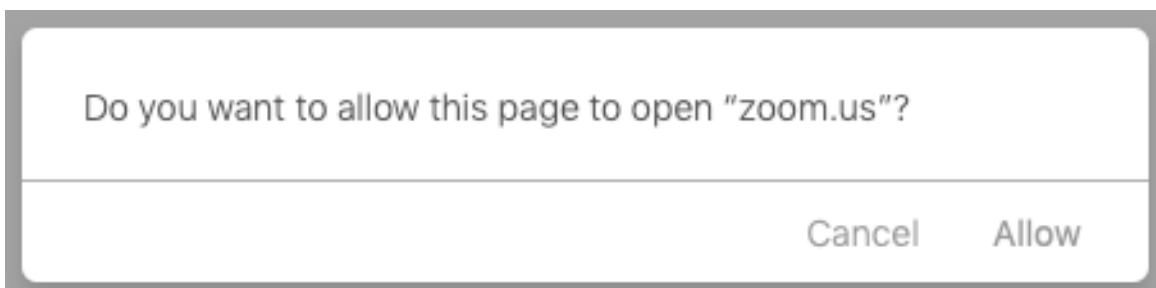 Do you want to allow this page to open “zoom.us”?
Cancel Allow